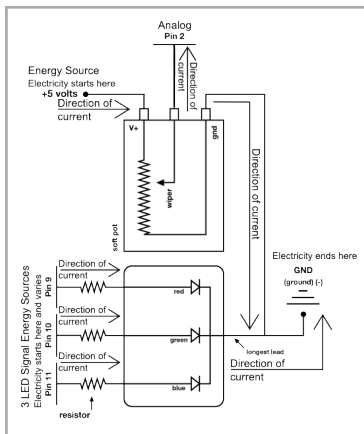 Analog
Pin 2
Energy Source
Electricity starts here
+5 volts
Direction of
current
Direction of
current
V+
gnd
wiper
soft pot
Direction of current
Electricity ends here
GND
(ground) (-)
3 LED Signal Energy Sources
Electricity starts here and varies
Pin 9
Direction of
current
red
Pin 10
Direction of
current
green
longest lead
Direction of
current
Pin 11
Direction of
current
blue
resistor